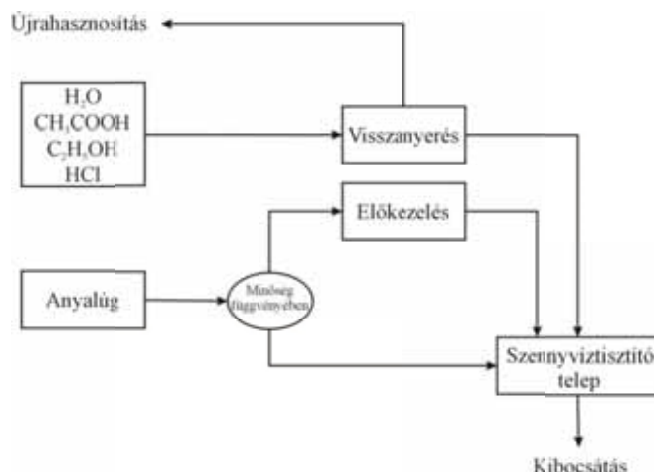 Újrahasznosítás
H₂O
CH₃COOH
C₂H₅OH
HCl
Visszanyerés
Előkezelés
Anyalúg
Minőség
függvényében
Szennyvíztisztító
telep
Kibocsátás